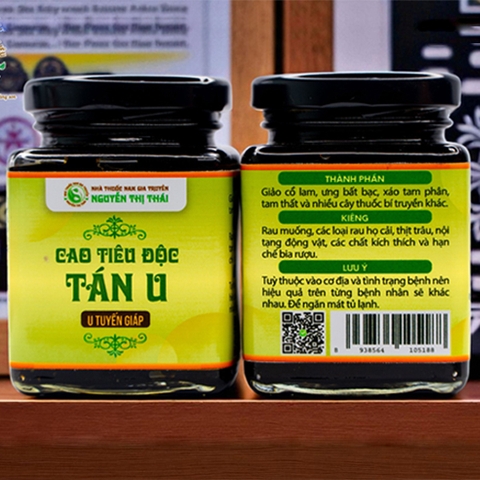 NHÀ THUỐC NAM GIA TRUYỀN
NGUYỄN THỊ THÁI
CAO TIÊU ĐỘC
TÁN U
U TUYẾN GIÁP
THÀNH PHẦN
Giảo cổ lam, ưng bất bạc, xáo tam phân,
tam thất và nhiều cây thuốc bí truyền khác.
KIÊNG
Rau muống, các loại rau họ cải, thịt trâu, nội
tạng động vật, các chất kích thích và hạn
chế bia rượu.
LƯU Ý
Tuỳ thuộc vào cơ địa và tình trạng bệnh nên
hiệu quả trên từng bệnh nhân sẽ khác
nhau. Để ngăn mát tủ lạnh.
8 938564 105188